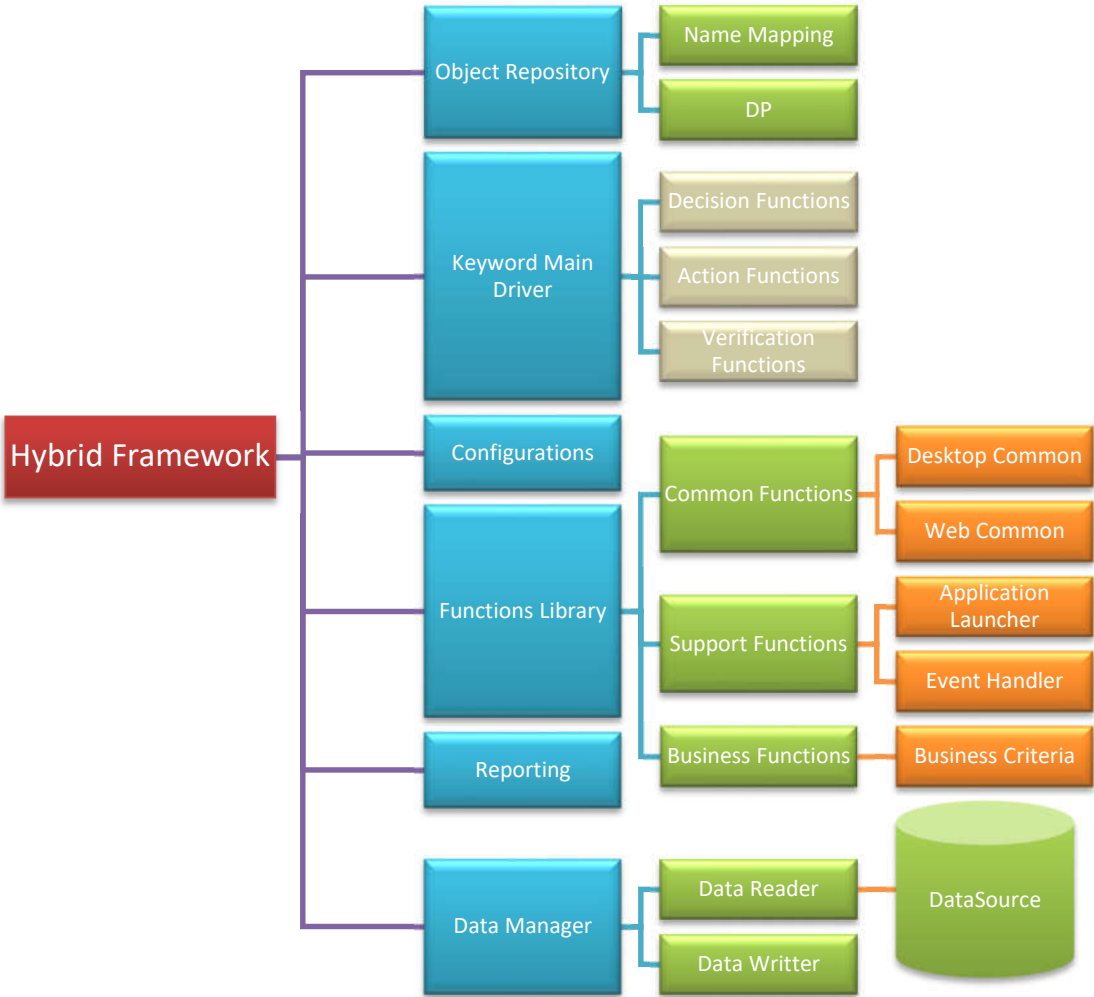 Hybrid Framework
Object Repository
Name Mapping
DP
Keyword Main
Driver
Decision Functions
Action Functions
Verification
Functions
Configurations
Functions Library
Common Functions
Desktop Common
Web Common
Support Functions
Application
Launcher
Event Handler
Business Functions
Business Criteria
Reporting
Data Manager
Data Reader
DataSource
Data Writter